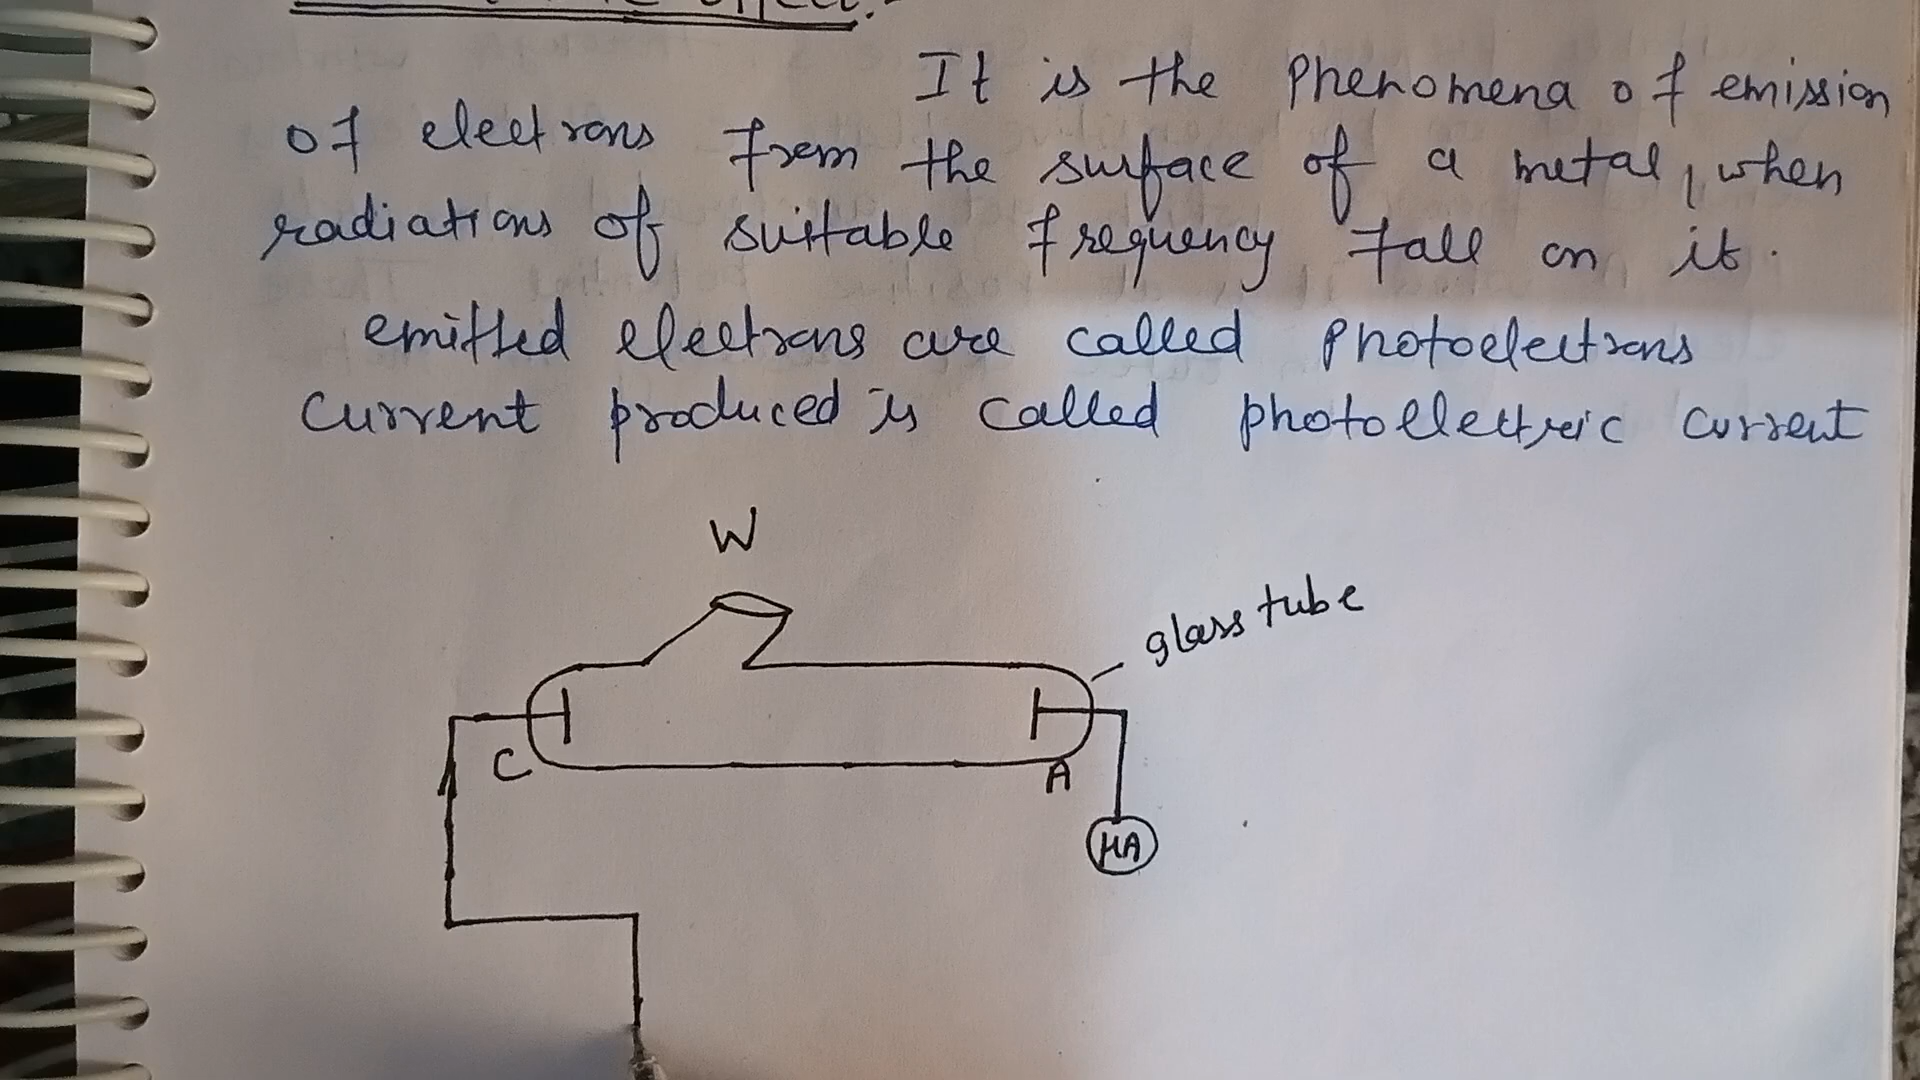 effect:-
It is the phenomena of emission
of electrons from the surface of a metal, when
radiations of suitable frequency fall on it.
emitted electrons are called photoelectrons
Current produced is called photoelectric current
W
glass tube
C
A
μA